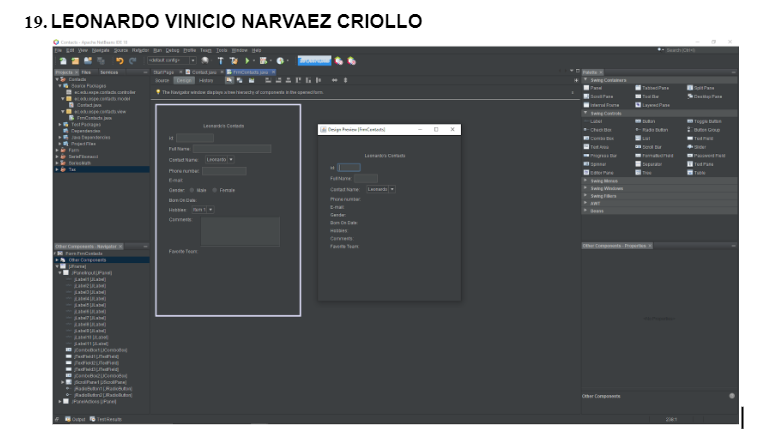 19. LEONARDO VINICIO NARVAEZ CRIOLLO
Contacts - Apache NetBeans IDE
File Edit View Navigate Source Refactor Run Debug Profile Team Tools Window Help
Search (Ctrl+I)
<default config>
Projects Files Services
Start Page Contact.java FrmContacts.java
Source Design History
The Navigator window displays a tree hierarchy of components in the opened form.
Contacts
Source Packages
ec.edu.espe.contacts.controller
ec.edu.espe.contacts.model
Contact.java
ec.edu.espe.contacts.view
FrmContacts.java
Test Packages
Dependencies
Java Dependencies
Project Files
Tax
Leonardo's Contacts
Id:
Full Name:
Contact Name: Leonardo
Phone number:
E-mail:
Gender: Male Female
Born On Date:
Hobbies: Item 1
Comments:
Favorite Team:
Design Preview [FrmContacts]
Leonardo's Contacts
Id:
Full Name:
Contact Name: Leonardo
Phone number:
E-mail:
Gender:
Born On Date:
Hobbies:
Comments:
Favorite Team:
Palette
Swing Containers
Panel Tabbed Pane Split Pane
Scroll Pane Tool Bar Desktop Pane
Internal Frame Layered Pane
Swing Controls
Label Button Toggle Button
Check Box Radio Button Button Group
Combo Box List Text Field
Text Area Scroll Bar Slider
Progress Bar Formatted Field Password Field
Spinner Separator Text Pane
Editor Pane Tree Table
Swing Menus
Swing Windows
Swing Fillers
AWT
Beans
Other Components - Navigator
Form FrmContacts
Other Components
[JFrame]
jLabel1 [JLabel]
jLabel2 [JLabel]
jLabel3 [JLabel]
jLabel4 [JLabel]
jLabel5 [JLabel]
jLabel6 [JLabel]
jLabel7 [JLabel]
jLabel8 [JLabel]
jLabel9 [JLabel]
jLabel10 [JLabel]
jLabel11 [JLabel]
jComboBox1 [JComboBox]
jTextField1 [JTextField]
jTextField2 [JTextField]
jTextField3 [JTextField]
jComboBox2 [JComboBox]
jScrollPane1 [JScrollPane]
jRadioButton1 [JRadioButton]
jRadioButton2 [JRadioButton]
Other Components - Properties
Other Components
Output Test Results